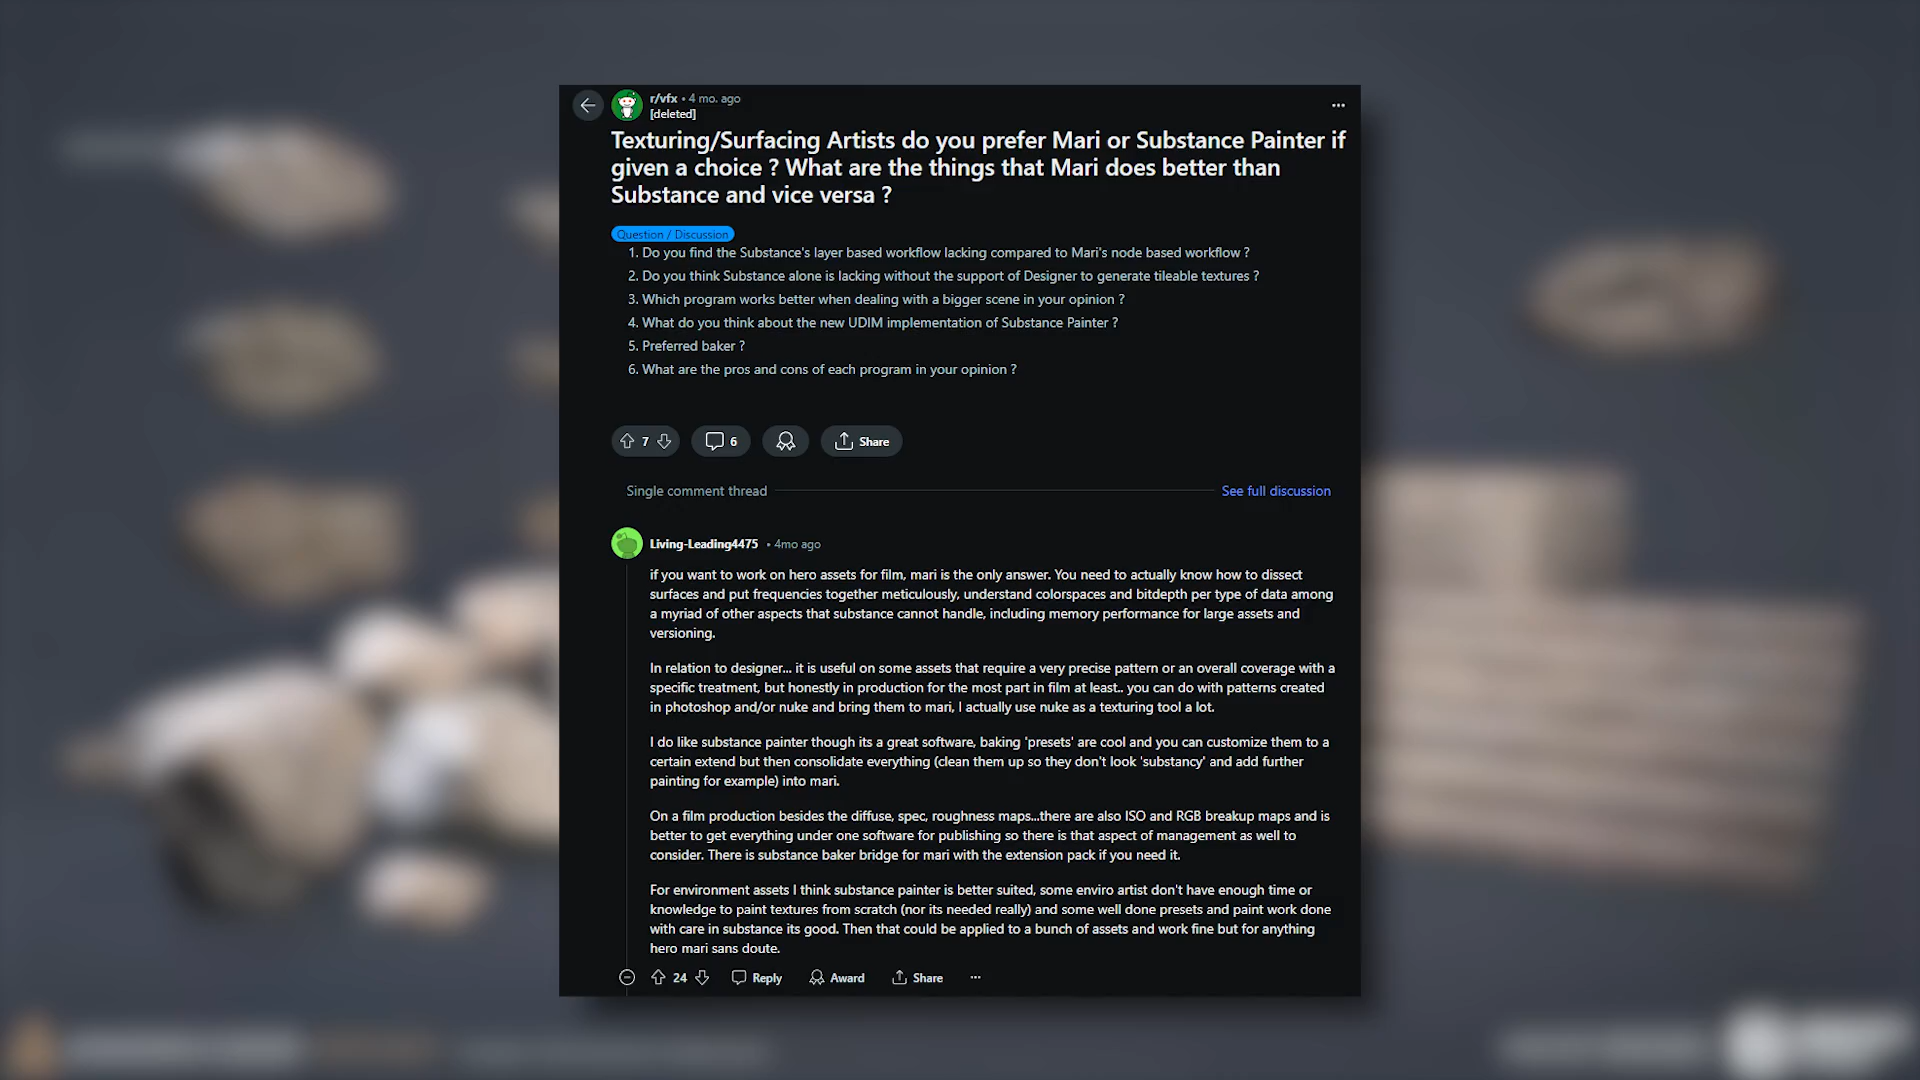 r/vfx • 4 mo. ago
[deleted]
Texturing/Surfacing Artists do you prefer Mari or Substance Painter if
given a choice ? What are the things that Mari does better than
Substance and vice versa ?
Question / Discussion
1. Do you find the Substance's layer based workflow lacking compared to Mari's node based workflow ?
2. Do you think Substance alone is lacking without the support of Designer to generate tileable textures ?
3. Which program works better when dealing with a bigger scene in your opinion ?
4. What do you think about the new UDIM implementation of Substance Painter ?
5. Preferred baker ?
6. What are the pros and cons of each program in your opinion ?
7 6 Share
Single comment thread See full discussion
Living-Leading4475 • 4mo ago
if you want to work on hero assets for film, mari is the only answer. You need to actually know how to dissect
surfaces and put frequencies together meticulously, understand colorspaces and bitdepth per type of data among
a myriad of other aspects that substance cannot handle, including memory performance for large assets and
versioning.
In relation to designer... it is useful on some assets that require a very precise pattern or an overall coverage with a
specific treatment, but honestly in production for the most part in film at least.. you can do with patterns created
in photoshop and/or nuke and bring them to mari, I actually use nuke as a texturing tool a lot.
I do like substance painter though its a great software, baking 'presets' are cool and you can customize them to a
certain extend but then consolidate everything (clean them up so they don't look 'substancy' and add further
painting for example) into mari.
On a film production besides the diffuse, spec, roughness maps...there are also ISO and RGB breakup maps and is
better to get everything under one software for publishing so there is that aspect of management as well to
consider. There is substance baker bridge for mari with the extension pack if you need it.
For environment assets I think substance painter is better suited, some enviro artist don't have enough time or
knowledge to paint textures from scratch (nor its needed really) and some well done presets and paint work done
with care in substance its good. Then that could be applied to a bunch of assets and work fine but for anything
hero mari sans doute.
24 Reply Award Share